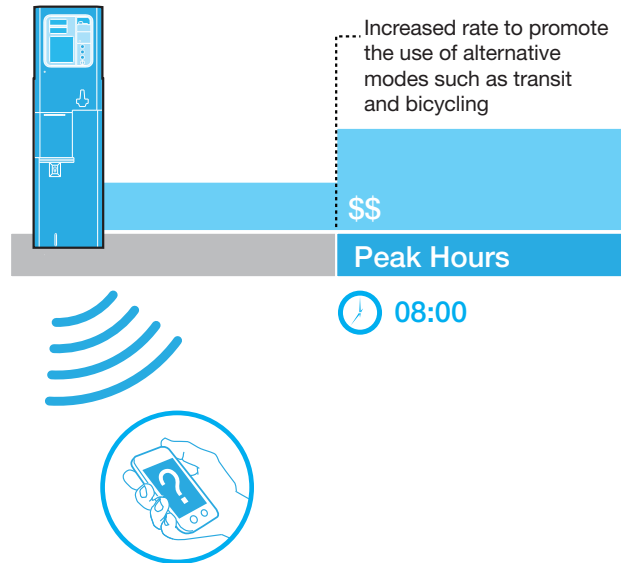 Increased rate to promote
the use of alternative
modes such as transit
and bicycling
$$
Peak Hours
08:00
?